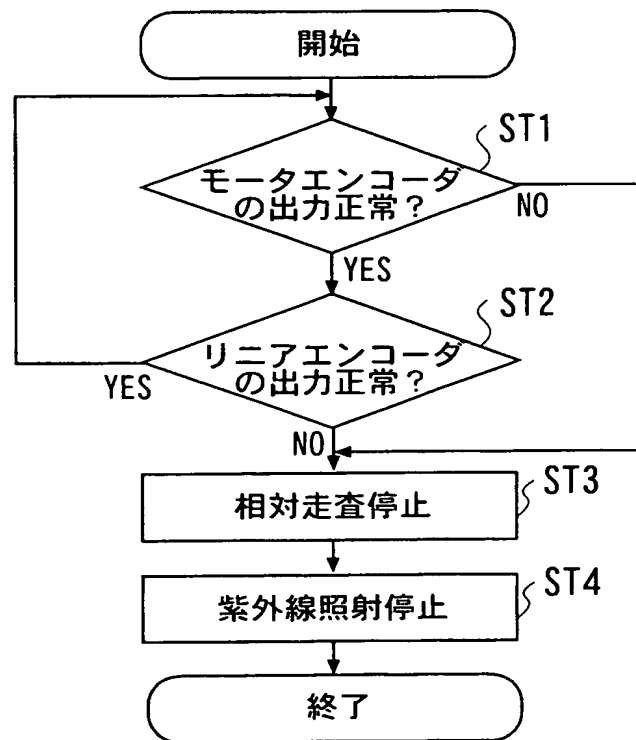 開始
ST1
モータエンコーダ
の出力正常？
NO
YES
ST2
リニアエンコーダ
の出力正常？
YES
NO
ST3
相対走査停止
ST4
紫外線照射停止
終了